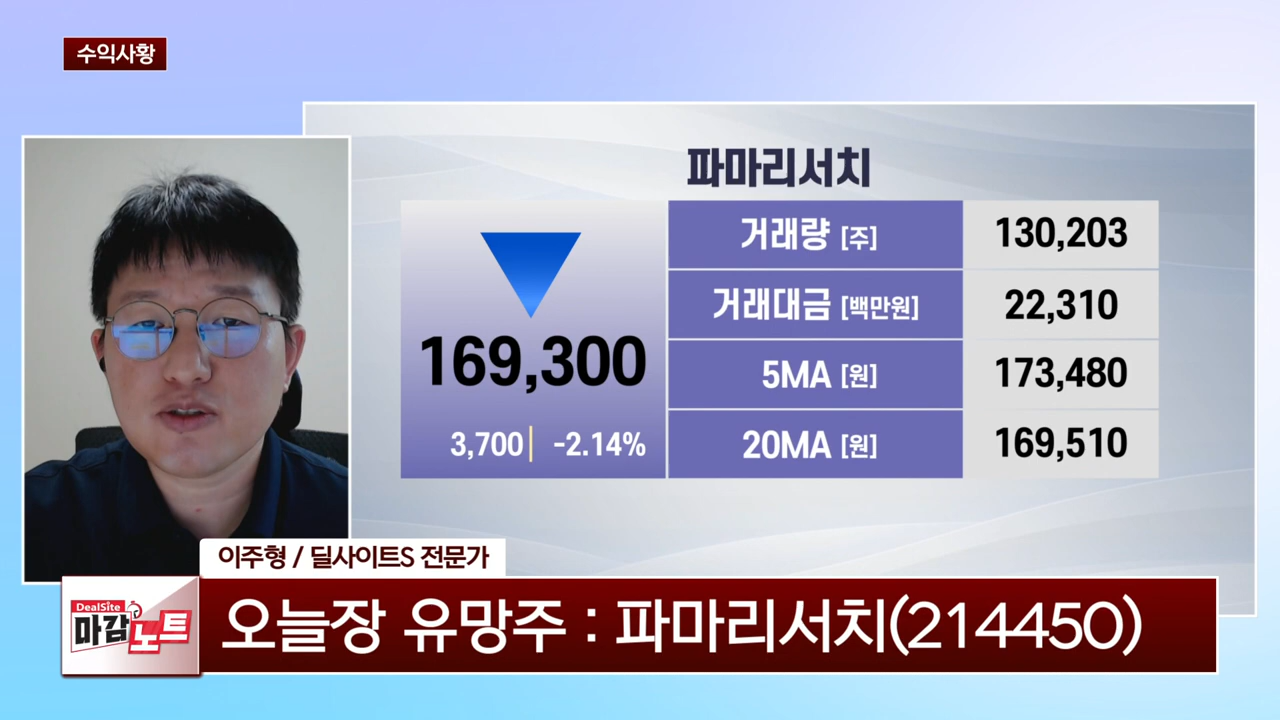 수익사황
파마리서치
169,300
3,700 -2.14%
거래량 [주] 130,203
거래대금 [백만원] 22,310
5MA [원] 173,480
20MA [원] 169,510
이주형 / 딜사이트S 전문가
DealSite
마감노트
오늘장 유망주 : 파마리서치(214450)